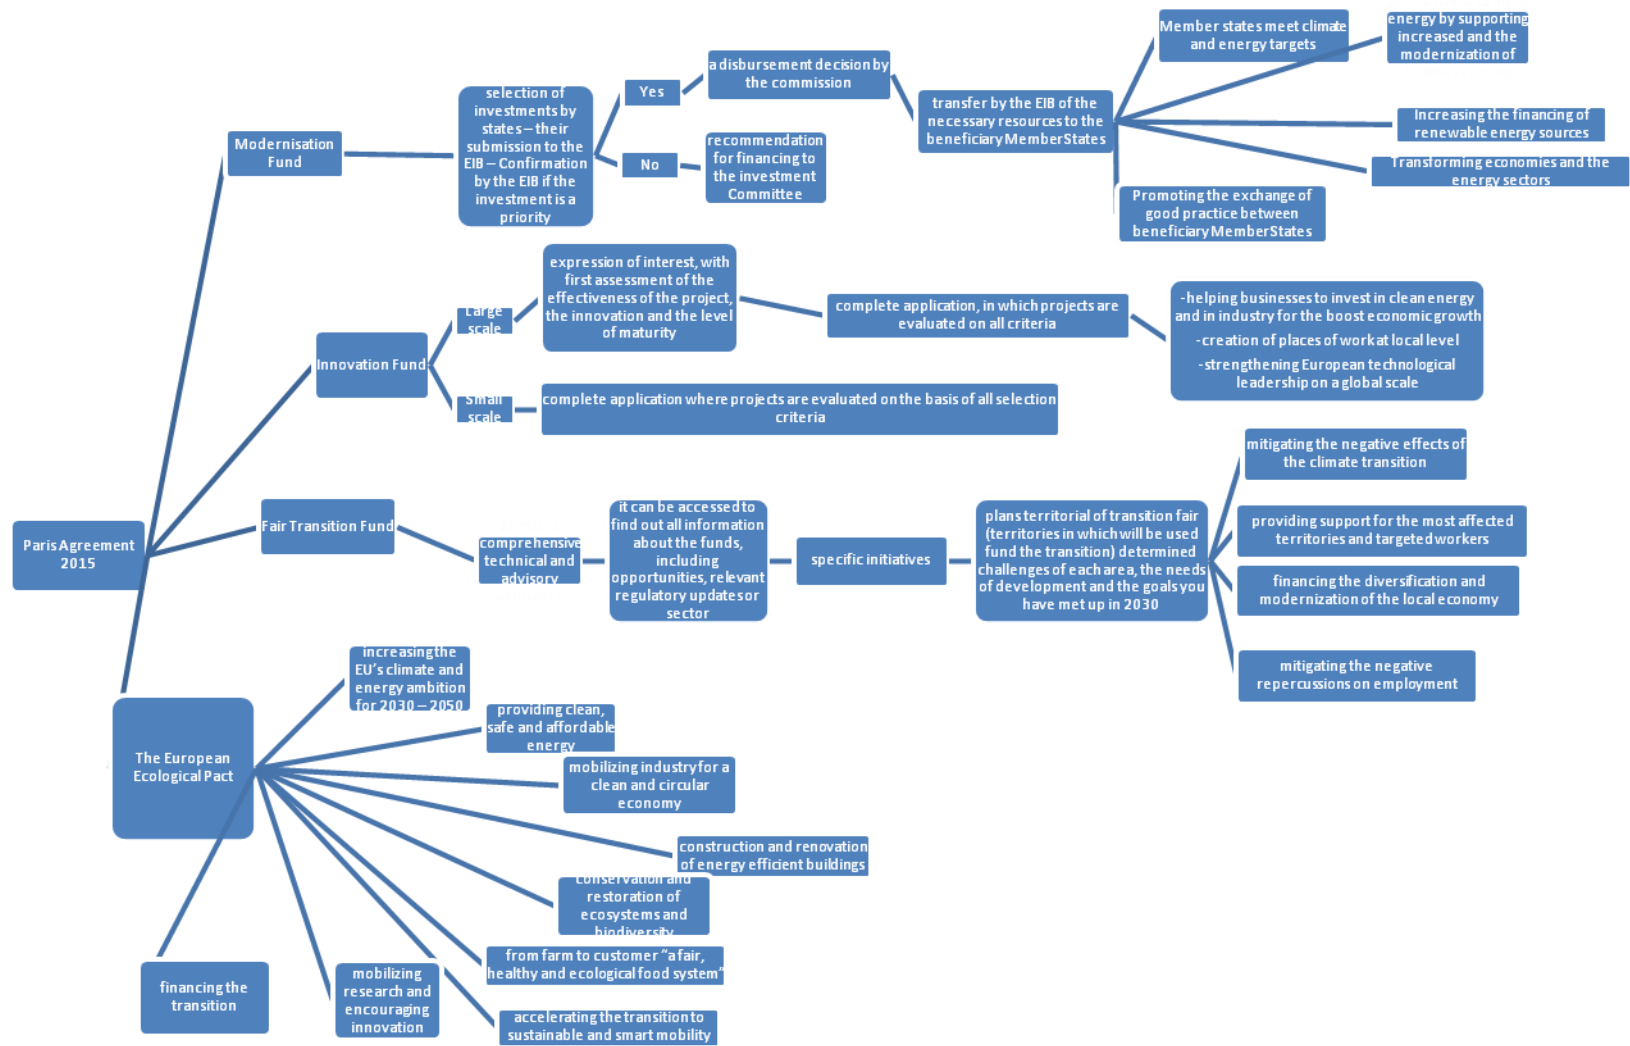 Paris Agreement
2015
Modernisation
Fund
selection of
investments by
states – their
submission to the
EIB – Confirmation
by the EIB if the
investment is a
priority
Yes
a disbursement decision by
the commission
transfer by the EIB of the
necessary resources to the
beneficiary Member States
Member states meet climate
and energy targets
energy by supporting
increased and the
modernization of
Increasing the financing of
renewable energy sources
Transforming economies and the
energy sectors
Promoting the exchange of
good practice between
beneficiary Member States
No
recommendation
for financing to
the investment
Committee
Innovation Fund
Large
scale
expression of interest, with
first assessment of the
effectiveness of the project,
the innovation and the level
of maturity
complete application, in which projects are
evaluated on all criteria
-helping businesses to invest in clean energy
and in industry for the boost economic growth
-creation of places of work at local level
-strengthening European technological
leadership on a global scale
Small
scale
complete application where projects are evaluated on the basis of all selection
criteria
Fair Transition Fund
comprehensive
technical and
advisory
it can be accessed to
find out all information
about the funds,
including
opportunities, relevant
regulatory updates or
sector
specific initiatives
plans territorial of transition fair
(territories in which will be used
fund the transition) determined
challenges of each area, the needs
of development and the goals you
have met up in 2030
mitigating the negative effects of
the climate transition
providing support for the most affected
territories and targeted workers
financing the diversification and
modernization of the local economy
mitigating the negative
repercussions on employment
The European
Ecological Pact
increasing the
EU's climate and
energy ambition
for 2030 – 2050
providing clean,
safe and affordable
energy
mobilizing industry for a
clean and circular
economy
construction and renovation
of energy efficient buildings
conservation and
restoration of
ecosystems and
biodiversity
from farm to customer “a fair,
healthy and ecological food system”
accelerating the transition to
sustainable and smart mobility
mobilizing
research and
encouraging
innovation
financing the
transition